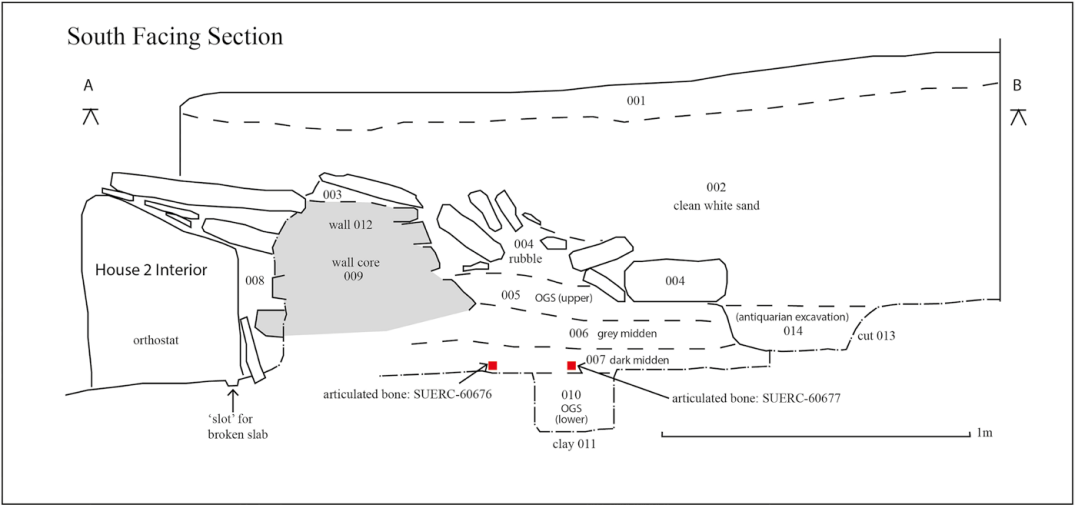 South Facing Section
A
B
001
002
clean white sand
003
wall 012
wall core
009
004
rubble
004
House 2 Interior
008
005
OGS (upper)
(antiquarian excavation)
014
cut 013
006
grey midden
orthostat
007
dark midden
articulated bone: SUERC-60676
010
OGS
(lower)
articulated bone: SUERC-60677
‘slot’ for
broken slab
clay 011
1m